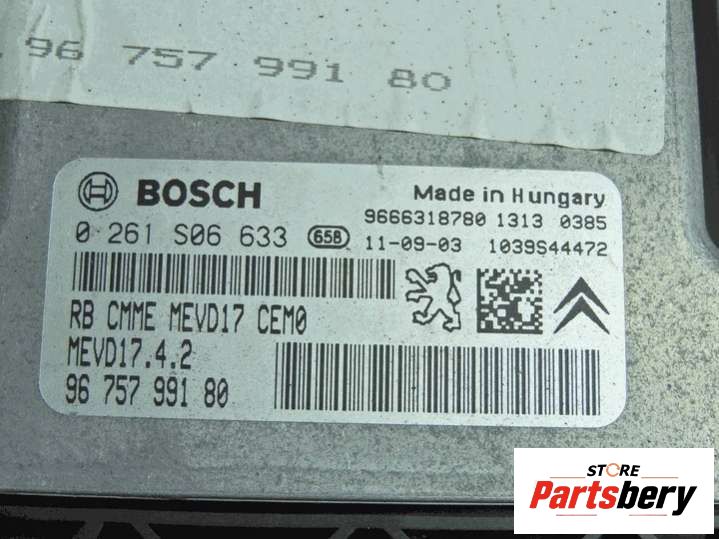 96 757 991 80
BOSCH
Made in Hungary
9666318780 1313 0385
0 261 S06 633 65B 11-09-03 1039S44472
RB CMME MEVD17 CEM0
MEVD17.4.2
96 757 991 80
STORE
Partsbery